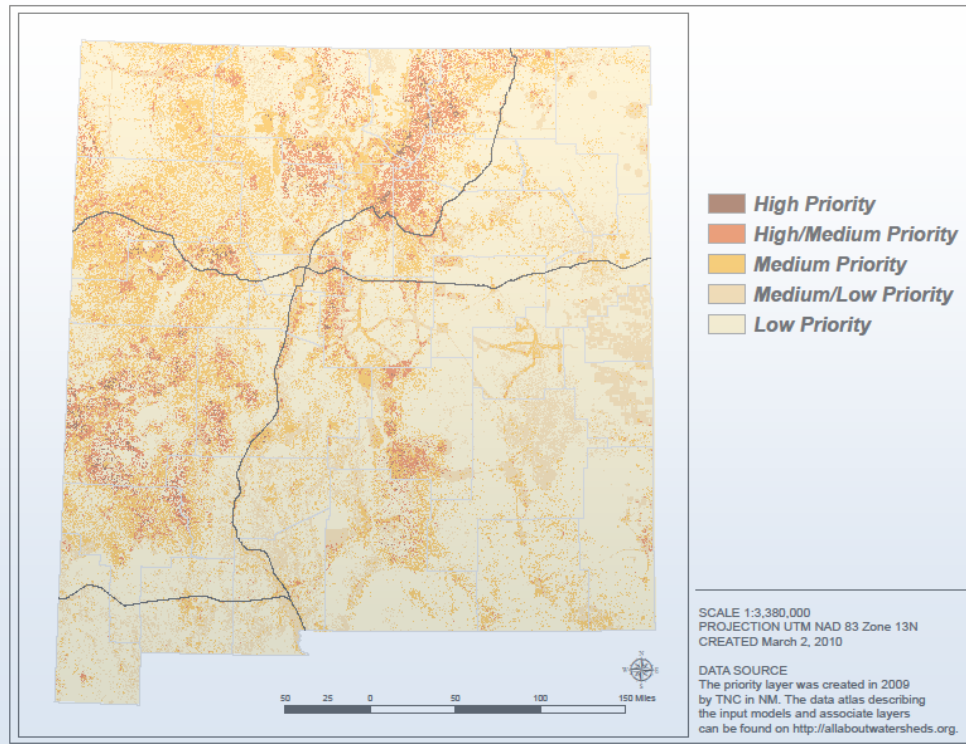 High Priority
High/Medium Priority
Medium Priority
Medium/Low Priority
Low Priority
SCALE 1:3,380,000
PROJECTION UTM NAD 83 Zone 13N
CREATED March 2, 2010
DATA SOURCE
The priority layer was created in 2009
by TNC in NM. The data atlas describing
the input models and associate layers
can be found on http://allaboutwatersheds.org.
N
W E
S
50 25 0 50 100 150 Miles